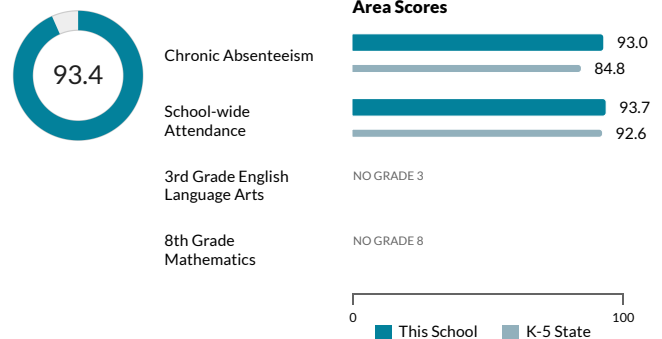 Area Scores
93.4
Chronic Absenteeism
93.0
84.8
School-wide
Attendance
93.7
92.6
3rd Grade English
Language Arts
NO GRADE 3
8th Grade
Mathematics
NO GRADE 8
0
100
This School
K-5 State